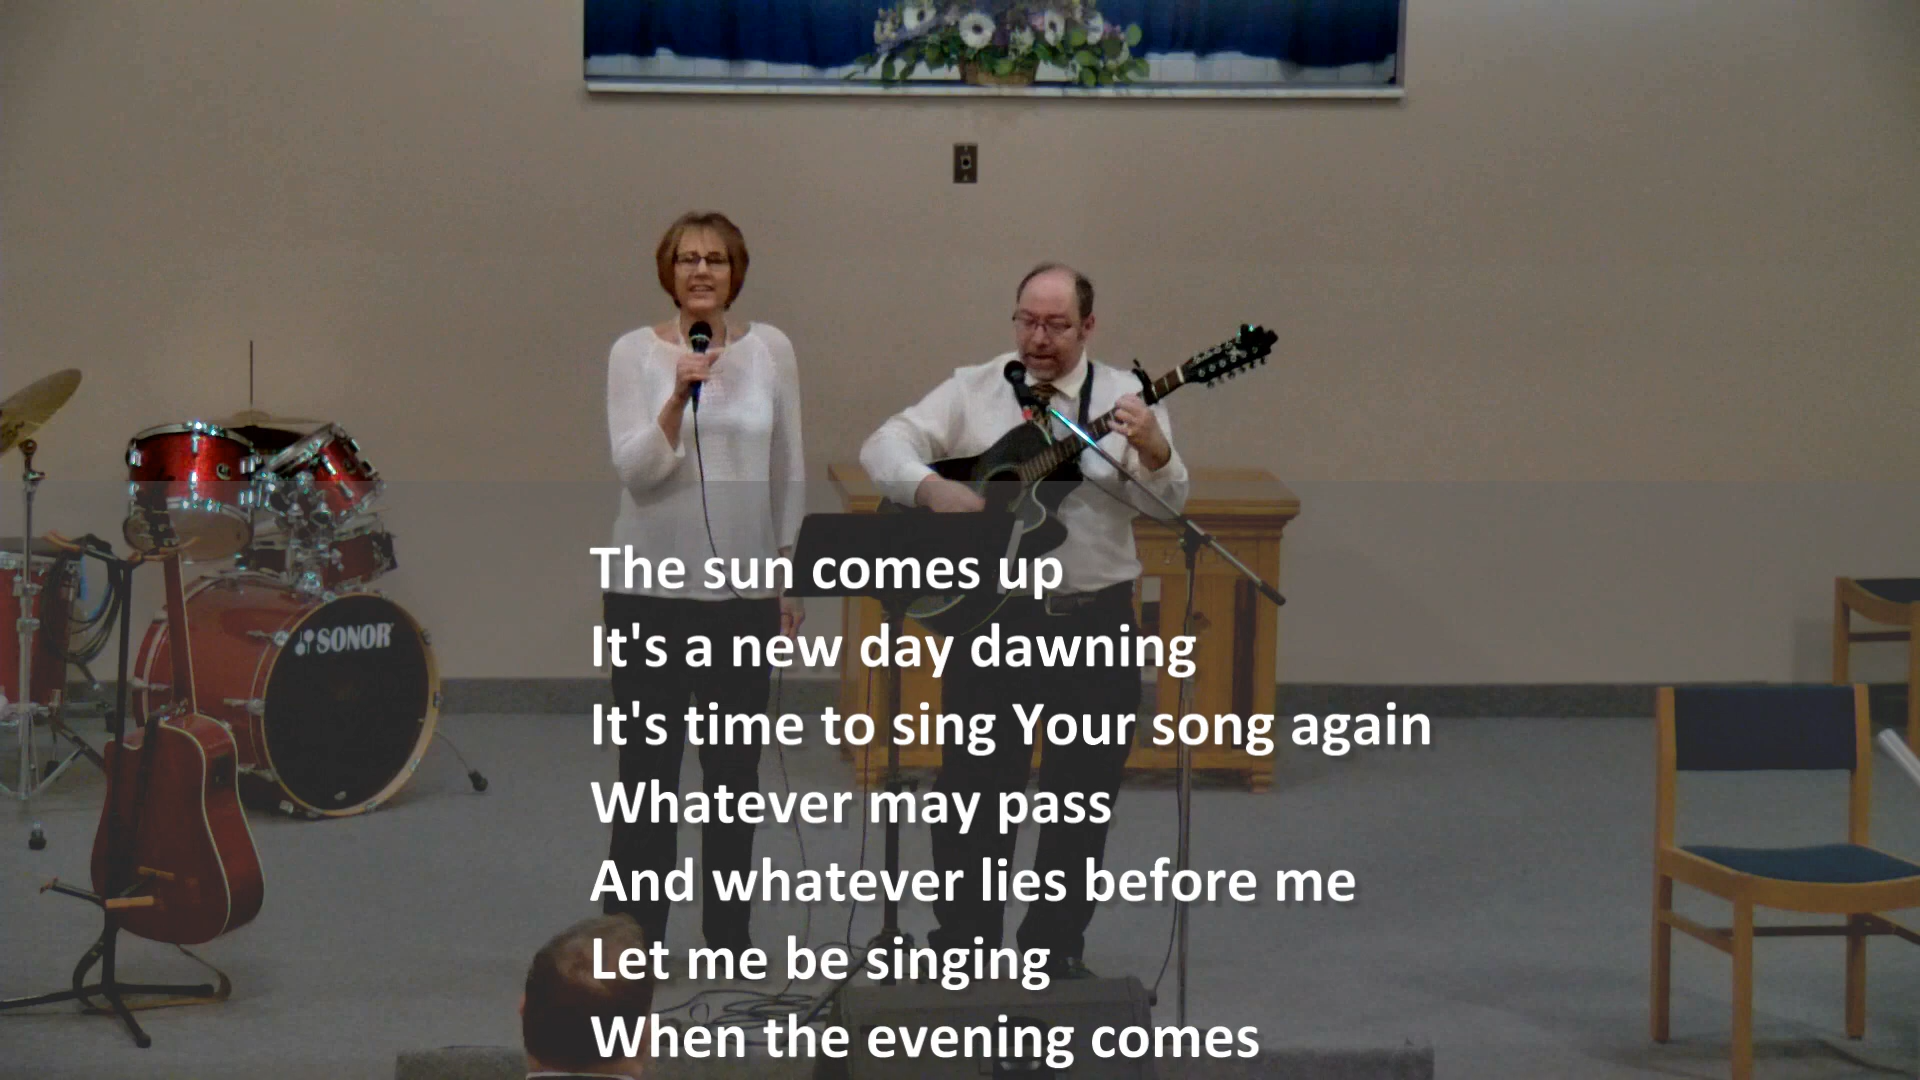 SONOR
The sun comes up
It's a new day dawning
It's time to sing Your song again
Whatever may pass
And whatever lies before me
Let me be singing
When the evening comes